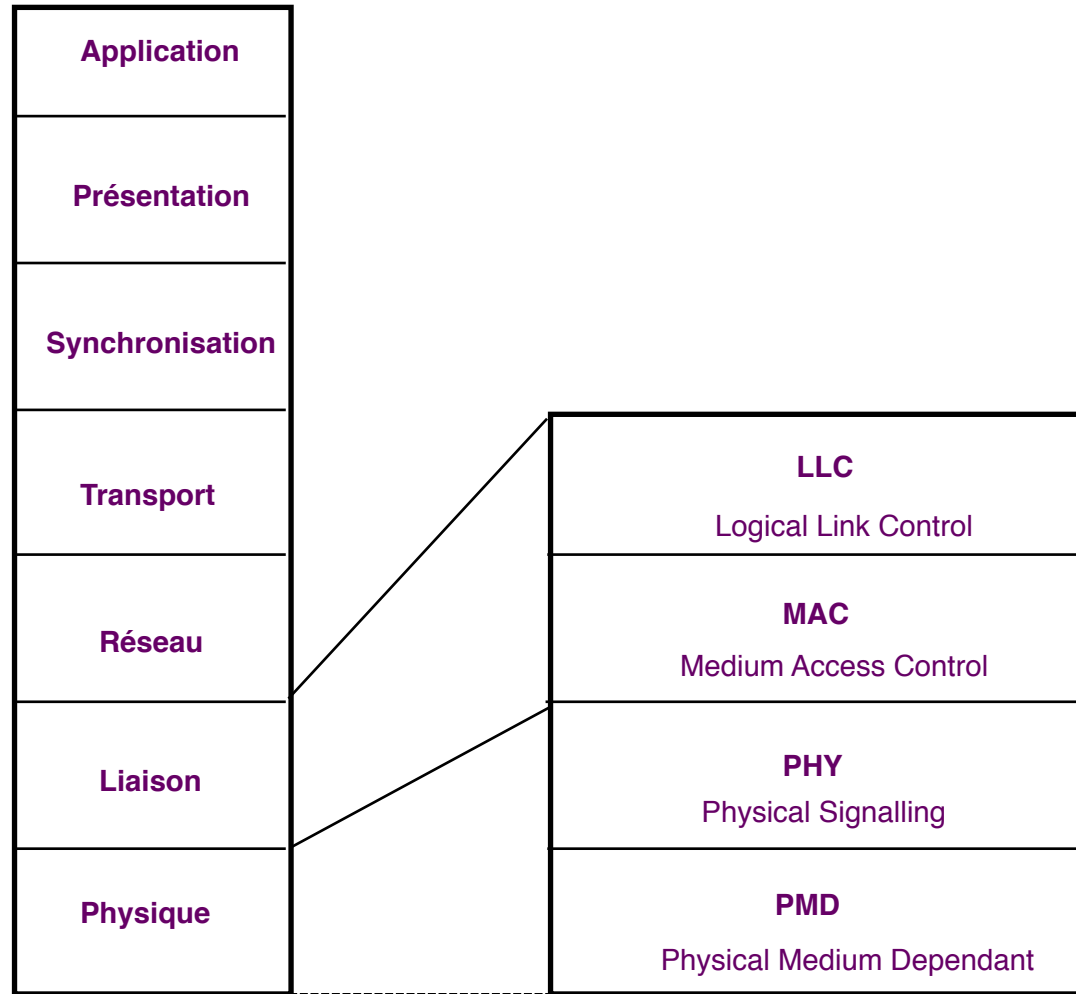 Application
Présentation
Synchronisation
Transport
Réseau
Liaison
Physique
LLC
Logical Link Control
MAC
Medium Access Control
PHY
Physical Signalling
PMD
Physical Medium Dependant